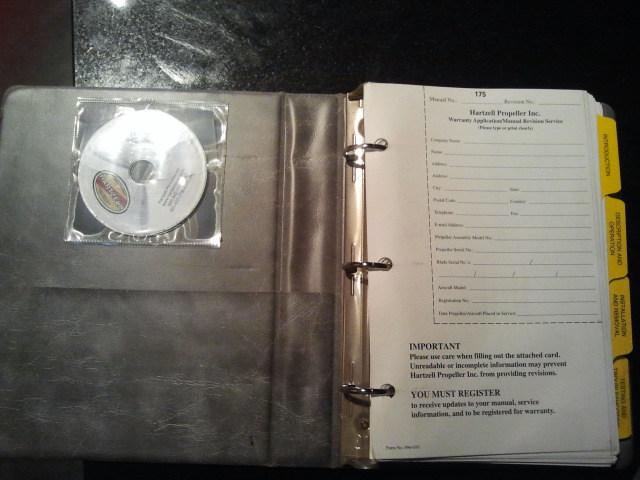 Manual No. 175 Revision No.
Hartzell Propeller Inc.
Warranty Application/Manual Revision Service
(Please type or print clearly)
Company Name
Name
Address
Address
City State
Postal Code Country
Telephone Fax
E-mail Address
Propeller Assembly Model No.
Propeller Serial No.
Blade Serial No.'s
/ / /
Aircraft Model
Registration No.
Date Propeller/Aircraft Placed in Service
IMPORTANT
Please use care when filling out the attached card.
Unreadable or incomplete information may prevent
Hartzell Propeller Inc. from providing revisions.
YOU MUST REGISTER
to receive updates to your manual, service
information, and to be registered for warranty.
INTRODUCTION
DESCRIPTION AND
OPERATION
INSTALLATION
AND REMOVAL
TESTING AND